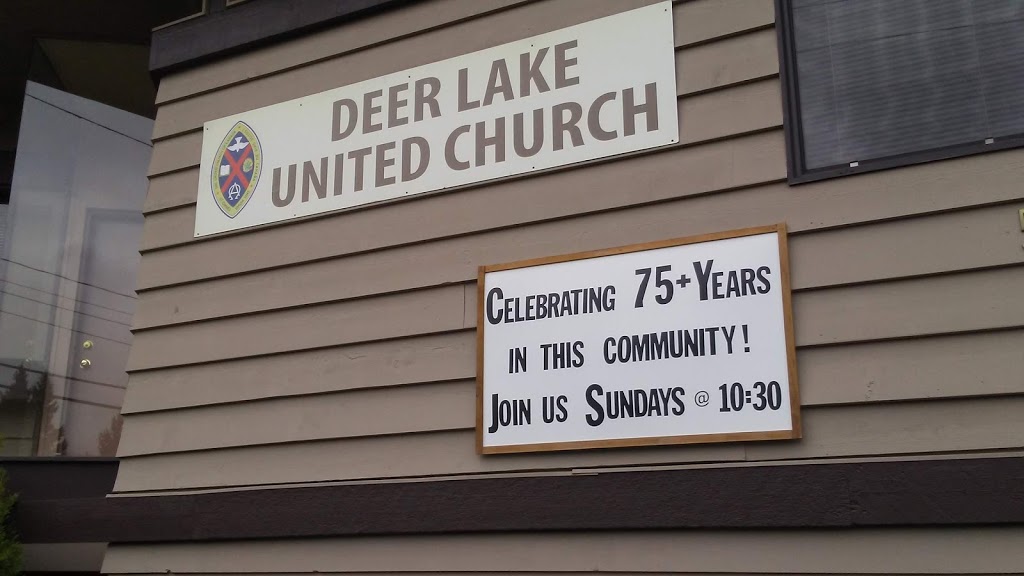 DEER LAKE
UNITED CHURCH
CELEBRATING 75+YEARS
IN THIS COMMUNITY!
JOIN US SUNDAYS @ 10:30